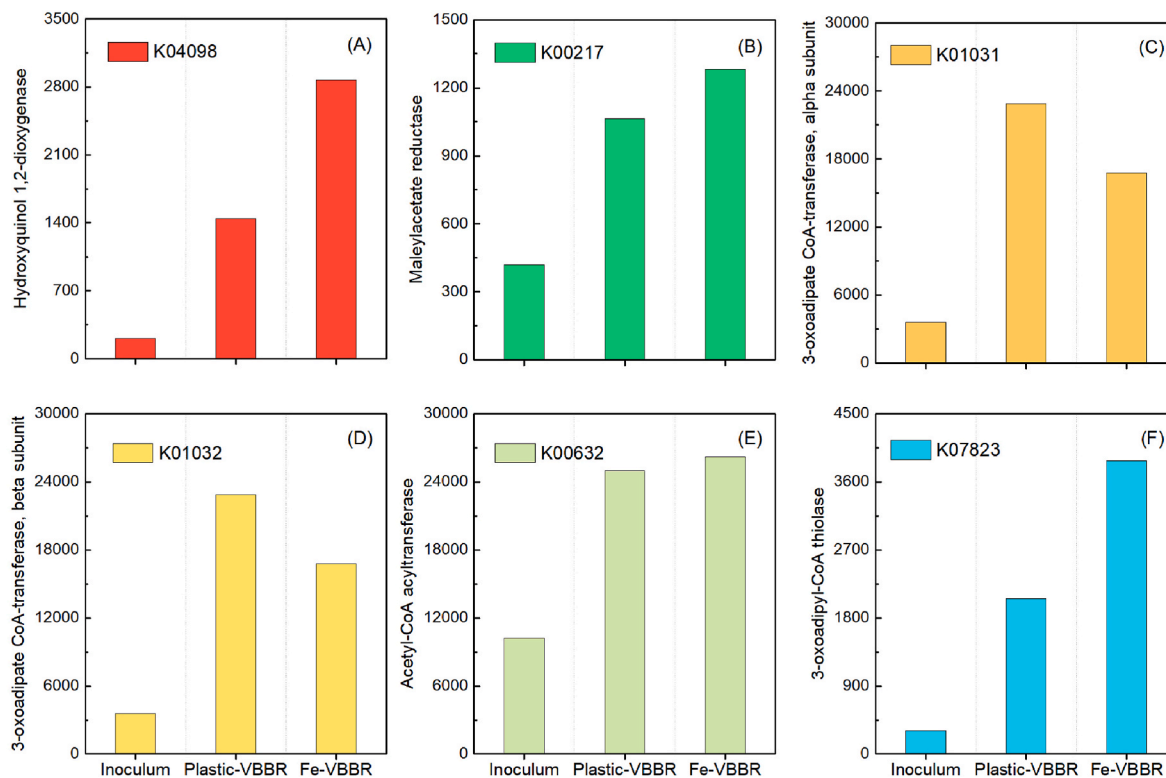 3500
2800
2100
1400
700
0
Hydroxyquinol 1,2-dioxygenase
K04098
(A)
1500
1200
900
600
300
0
Maleylacetate reductase
K00217
(B)
30000
24000
18000
12000
6000
0
3-oxoadipate CoA-transferase, alpha subunit
K01031
(C)
30000
24000
18000
12000
6000
0
3-oxoadipate CoA-transferase, beta subunit
K01032
(D)
Inoculum Plastic-VBBR Fe-VBBR
30000
24000
18000
12000
6000
0
Acetyl-CoA acyltransferase
K00632
(E)
Inoculum Plastic-VBBR Fe-VBBR
4500
3600
2700
1800
900
0
3-oxoadipyl-CoA thiolase
K07823
(F)
Inoculum Plastic-VBBR Fe-VBBR